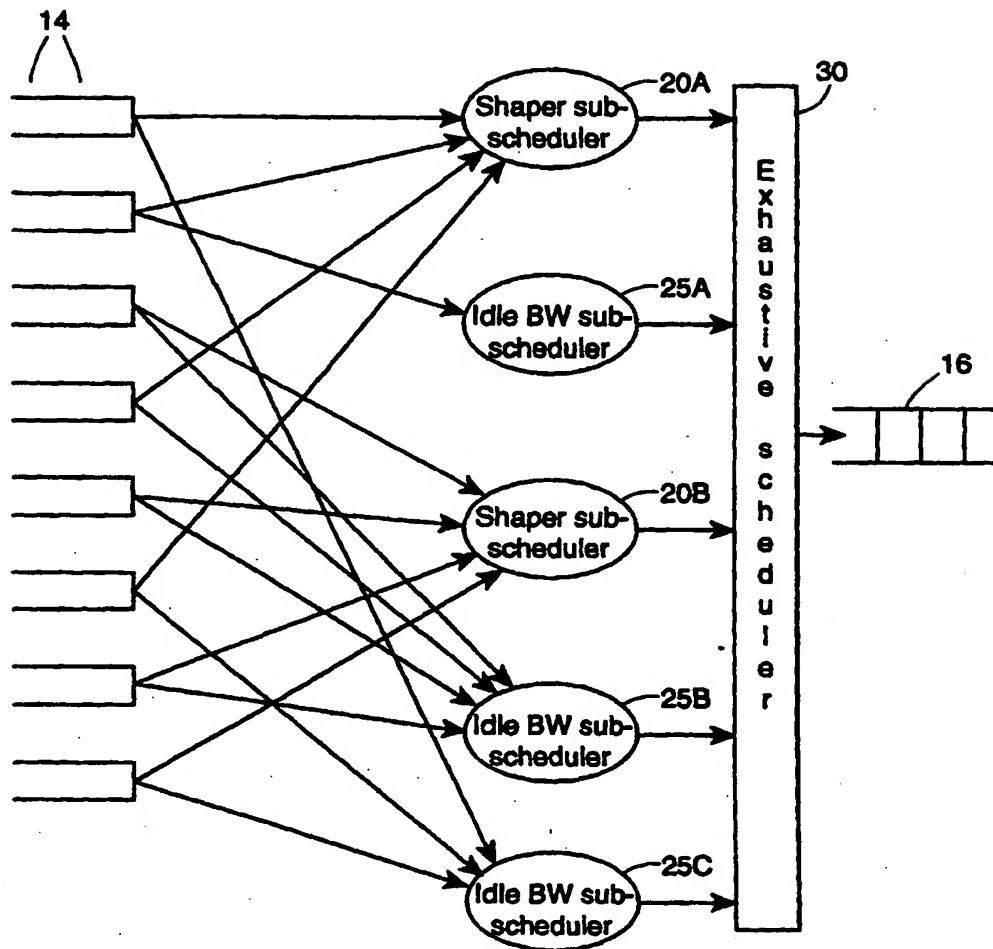 14
20A
Shaper sub-
scheduler
30
25A
Idle BW sub-
scheduler
Exhaustive scheduler
16
20B
Shaper sub-
scheduler
25B
Idle BW sub-
scheduler
25C
Idle BW sub-
scheduler